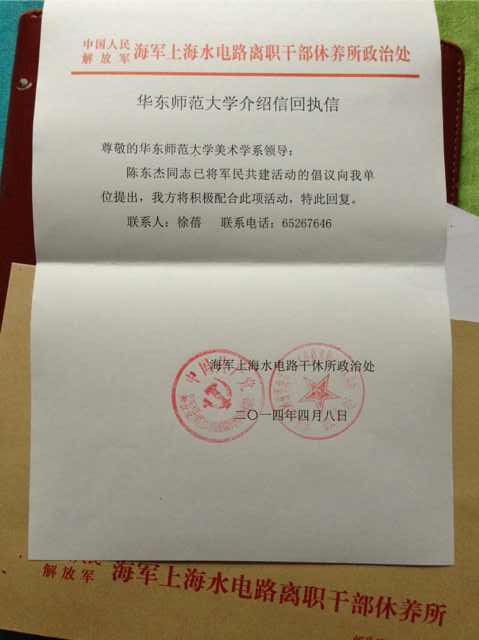 中国人民
解放军 海军上海水电路离职干部休养所政治处
华东师范大学介绍信回执信
尊敬的华东师范大学美术学系领导:
陈东杰同志已将军民共建活动的倡议向我单
位提出，我方将积极配合此项活动，特此回复。
联系人：徐蓓 联系电话：65267646
海军上海水电路干休所政治处
中国共产党
二〇一四年四月八日
中国人民
解放军 海军上海水电路离职干部休养所